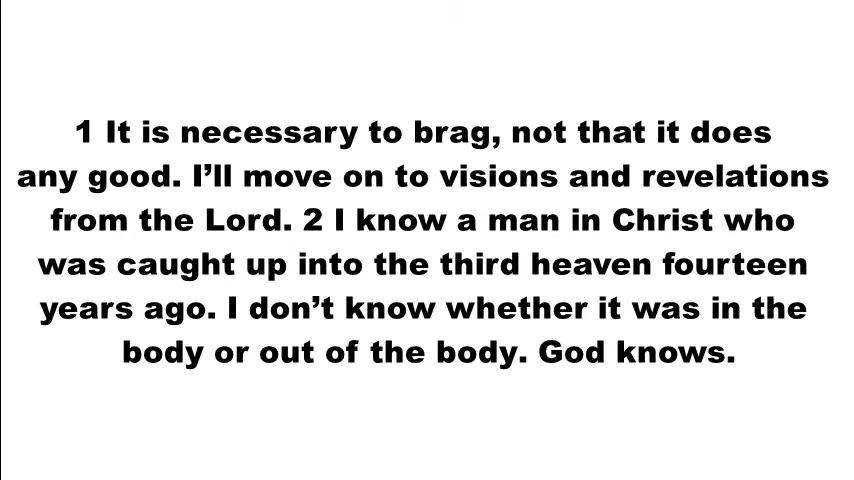 1 It is necessary to brag, not that it does
any good. I’ll move on to visions and revelations
from the Lord. 2 I know a man in Christ who
was caught up into the third heaven fourteen
years ago. I don’t know whether it was in the
body or out of the body. God knows.